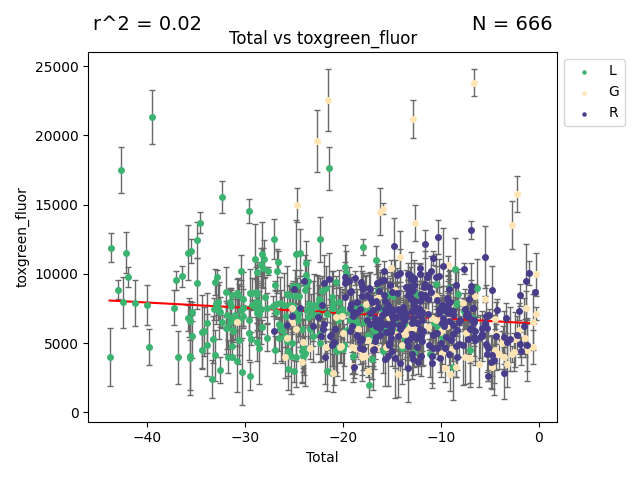 r^2 = 0.02
N = 666
Total vs toxgreen_fluor
25000
20000
15000
10000
5000
0
toxgreen_fluor
−40
−30
−20
−10
0
Total
L
G
R